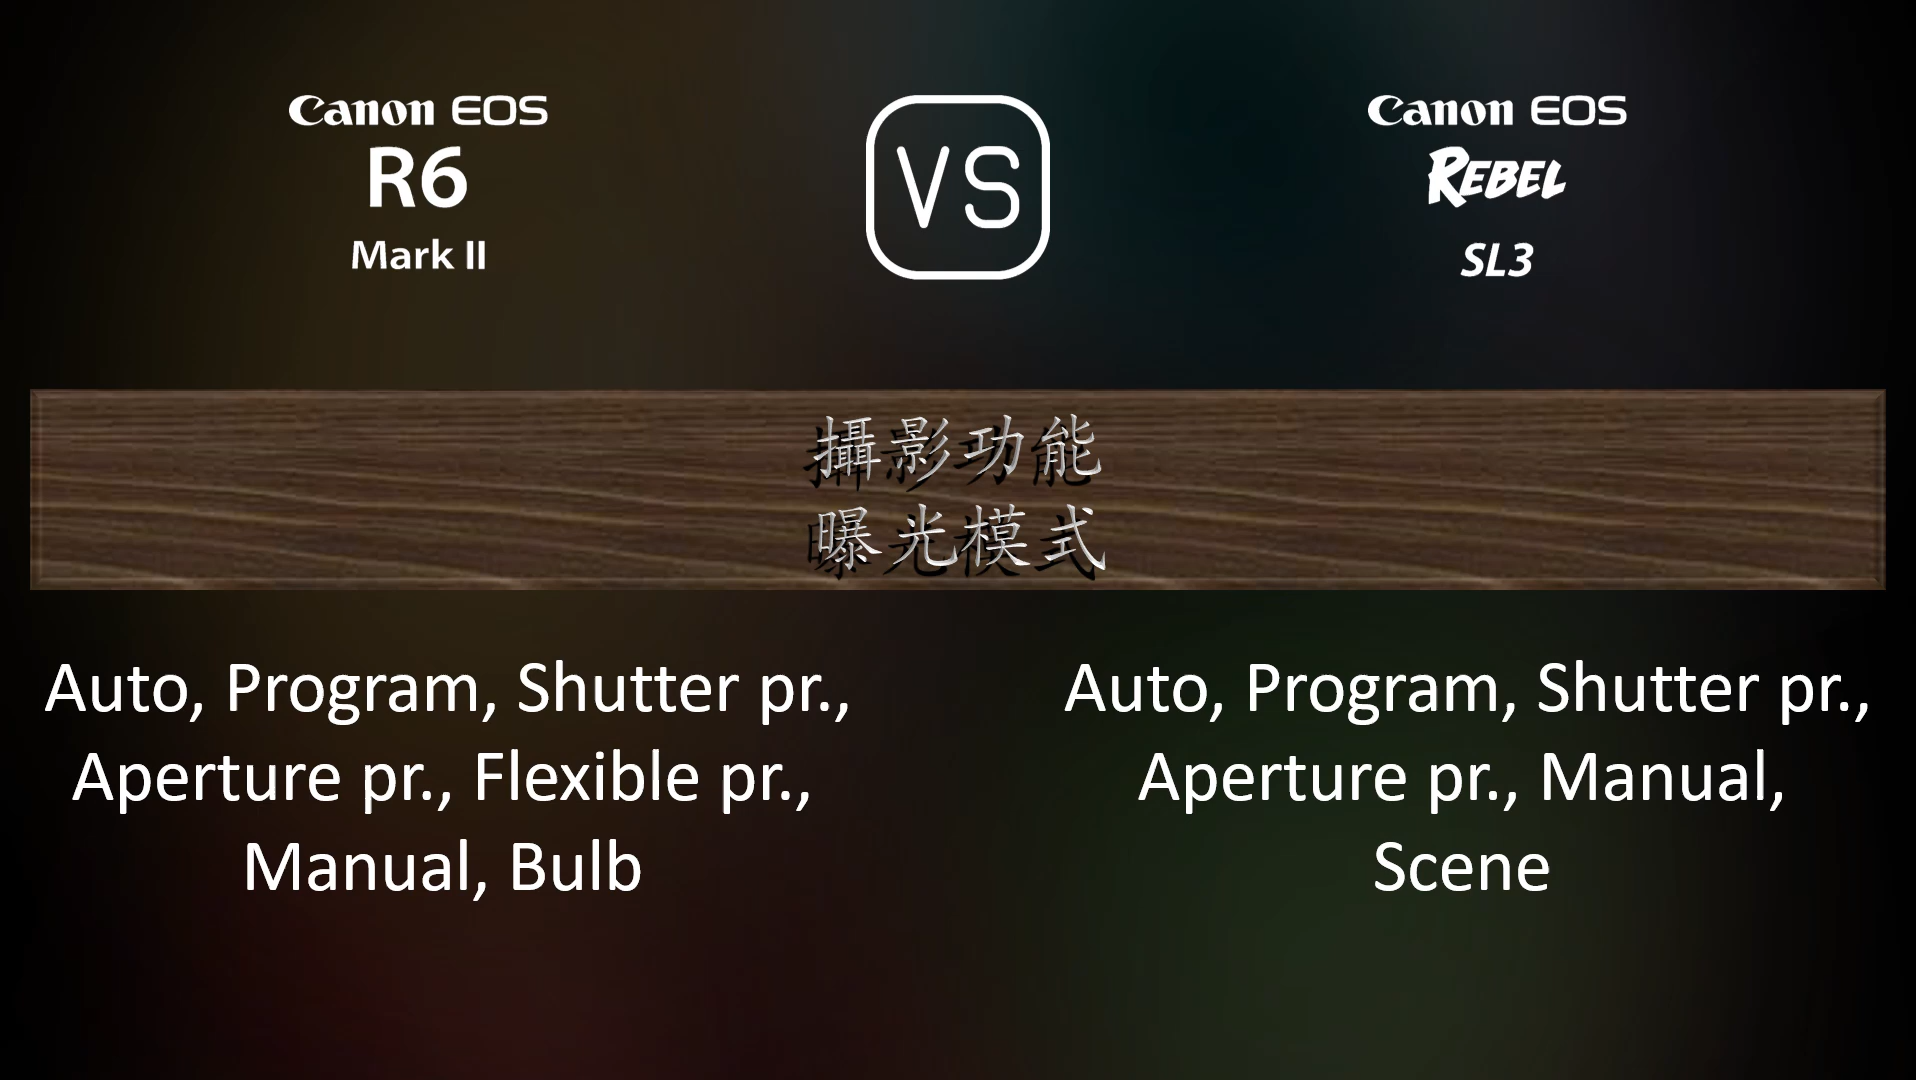 Canon EOS
R6
Mark II
VS
Canon EOS
REBEL
SL3
攝影功能
曝光模式
Auto, Program, Shutter pr.,
Aperture pr., Flexible pr.,
Manual, Bulb
Auto, Program, Shutter pr.,
Aperture pr., Manual,
Scene